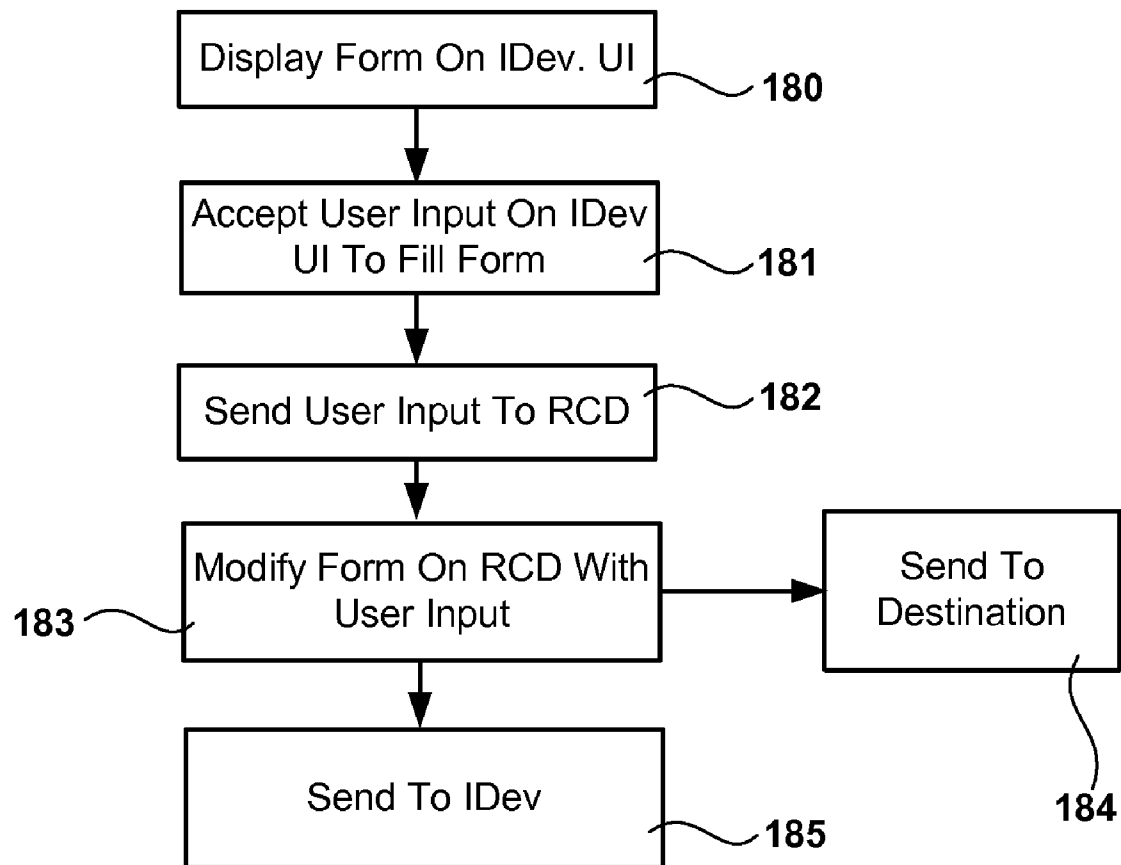 Display Form On IDev. UI
180
Accept User Input On IDev
UI To Fill Form
181
Send User Input To RCD
182
Modify Form On RCD With
User Input
183
Send To
Destination
184
Send To IDev
185